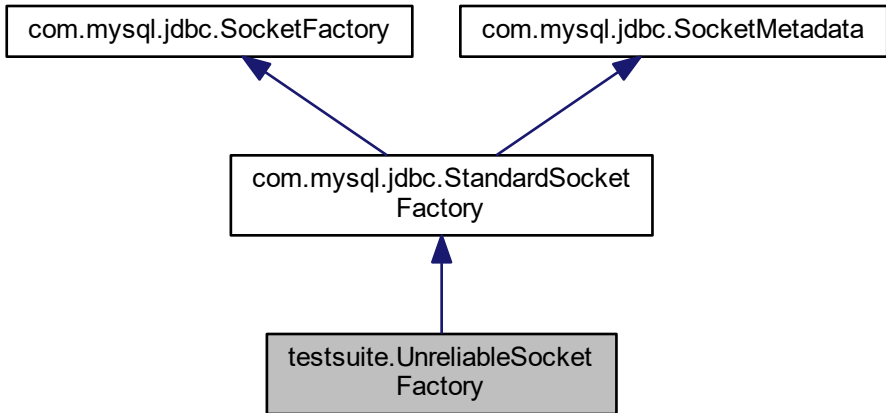 com.mysql.jdbc.SocketFactory
com.mysql.jdbc.SocketMetadata
com.mysql.jdbc.StandardSocket
Factory
testsuite.UnreliableSocket
Factory